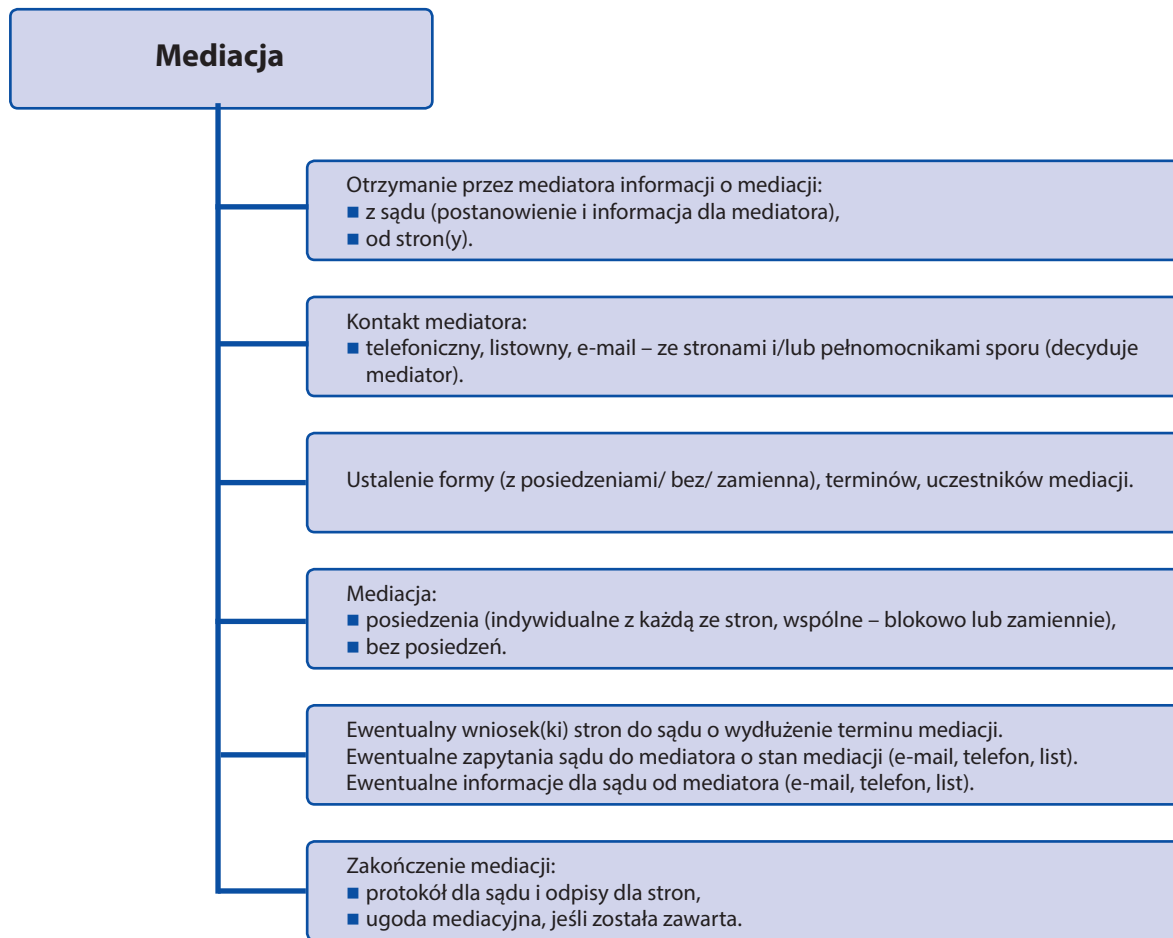 Mediacja
Otrzymanie przez mediatora informacji o mediacji:
■ z sądu (postanowienie i informacja dla mediatora),
■ od stron(y).
Kontakt mediatora:
■ telefoniczny, listowny, e-mail – ze stronami i/lub pełnomocnikami sporu (decyduje
mediator).
Ustalenie formy (z posiedzeniami/ bez/ zamienna), terminów, uczestników mediacji.
Mediacja:
■ posiedzenia (indywidualne z każdą ze stron, wspólne – blokowo lub zamiennie),
■ bez posiedzeń.
Ewentualny wniosek(ki) stron do sądu o wydłużenie terminu mediacji.
Ewentualne zapytania sądu do mediatora o stan mediacji (e-mail, telefon, list).
Ewentualne informacje dla sądu od mediatora (e-mail, telefon, list).
Zakończenie mediacji:
■ protokół dla sądu i odpisy dla stron,
■ ugoda mediacyjna, jeśli została zawarta.